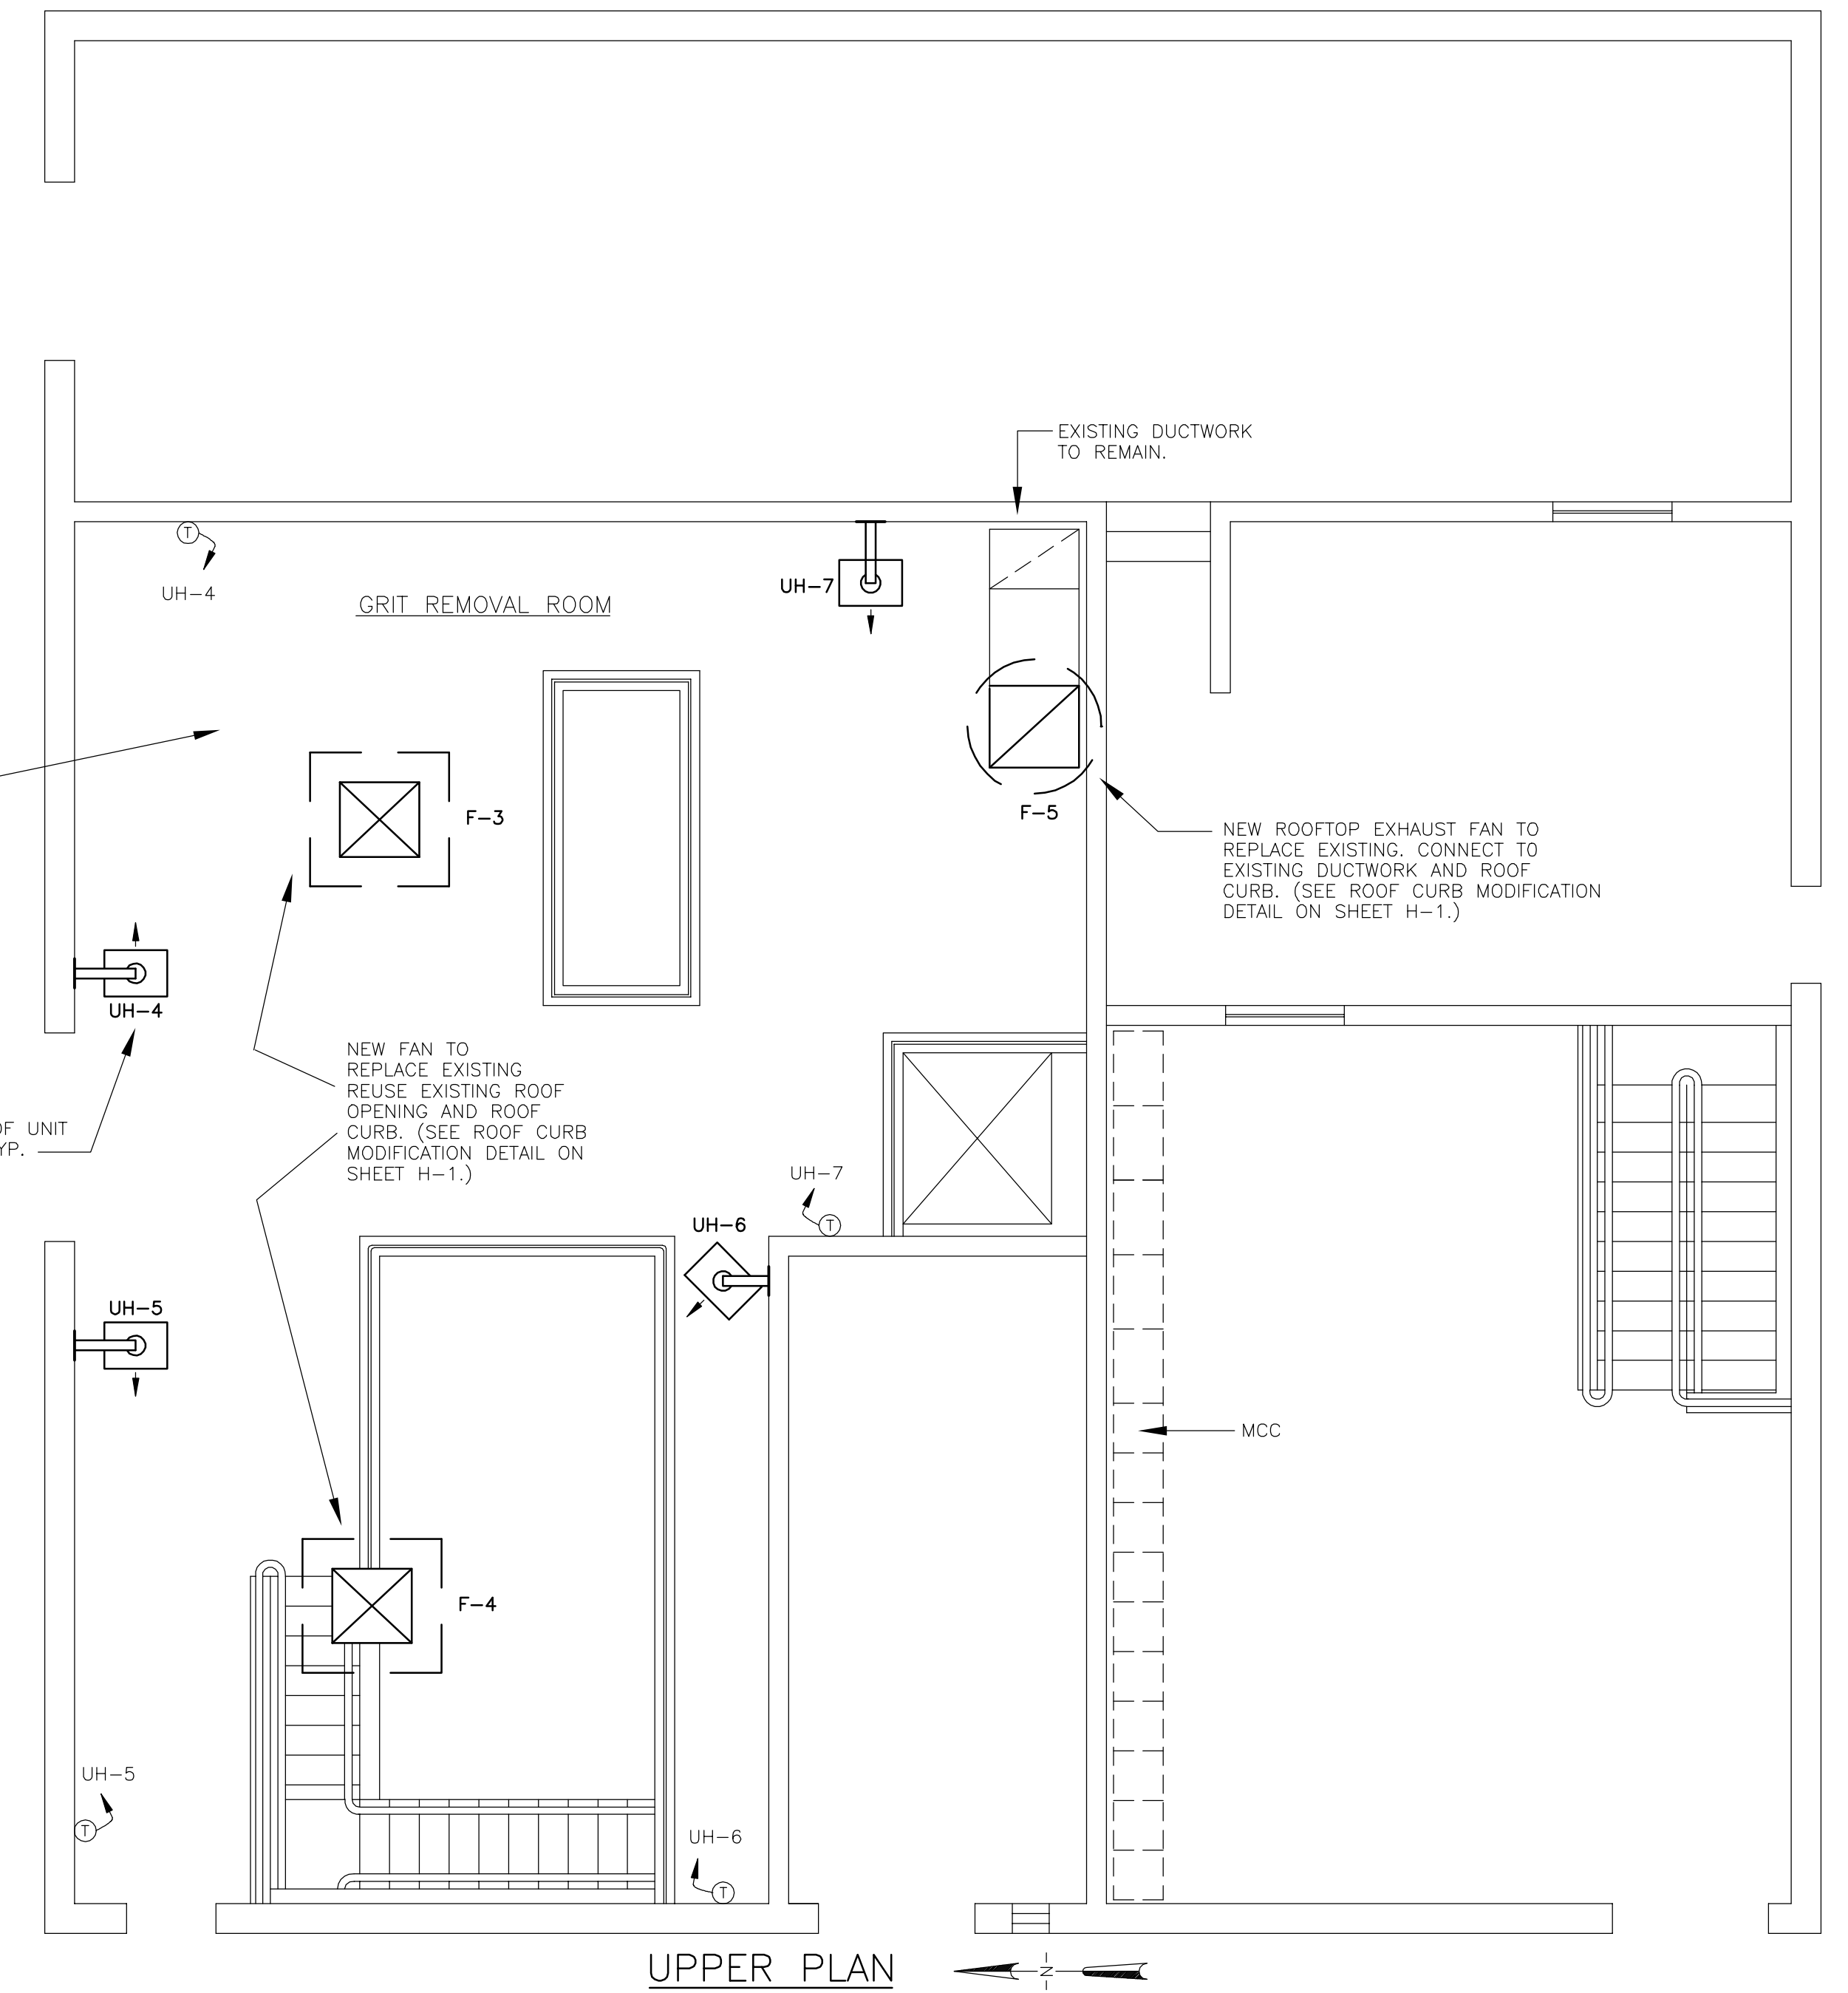 EXISTING DUCTWORK
TO REMAIN.
T
UH-4
GRIT REMOVAL ROOM
UH-7
F-3
F-5
NEW ROOFTOP EXHAUST FAN TO
REPLACE EXISTING. CONNECT TO
EXISTING DUCTWORK AND ROOF
CURB. (SEE ROOF CURB MODIFICATION
DETAIL ON SHEET H-1.)
UH-4
NEW FAN TO
REPLACE EXISTING
REUSE EXISTING ROOF
OPENING AND ROOF
CURB. (SEE ROOF CURB
MODIFICATION DETAIL ON
SHEET H-1.)
UNIT
UH-7
T
UH-6
UH-5
MCC
F-4
UH-5
T
UH-6
T
UPPER PLAN
N